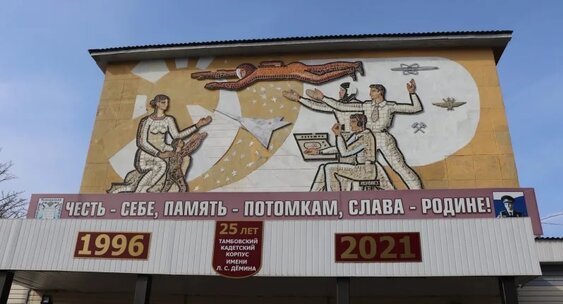 ЧЕСТЬ - СЕБЕ, ПАМЯТЬ - ПОТОМКАМ, СЛАВА - РОДИНЕ!
1996
25 ЛЕТ
ТАМБОВСКИЙ
КАДЕТСКИЙ
КОРПУС
ИМЕНИ
Л. С. ДЁМИНА
2021